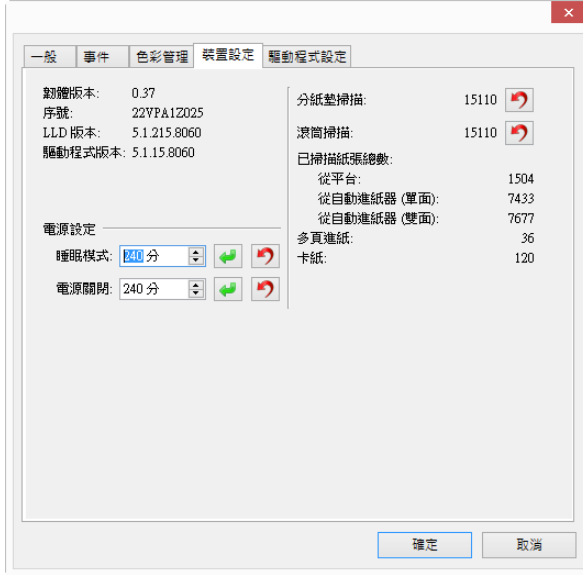 一般 事件 色彩管理 裝置設定 驅動程式設定
韌體版本: 0.37
序號: 22VPA1Z025
LLD 版本: 5.1.215.8060
驅動程式版本: 5.1.15.8060
電源設定
睡眠模式: 240 分
電源關閉: 240 分
分紙墊掃描: 15110
滾筒掃描: 15110
已掃描紙張總數:
從平台: 1504
從自動進紙器 (單面): 7433
從自動進紙器 (雙面): 7677
多頁進紙: 36
卡紙: 120
確定 取消